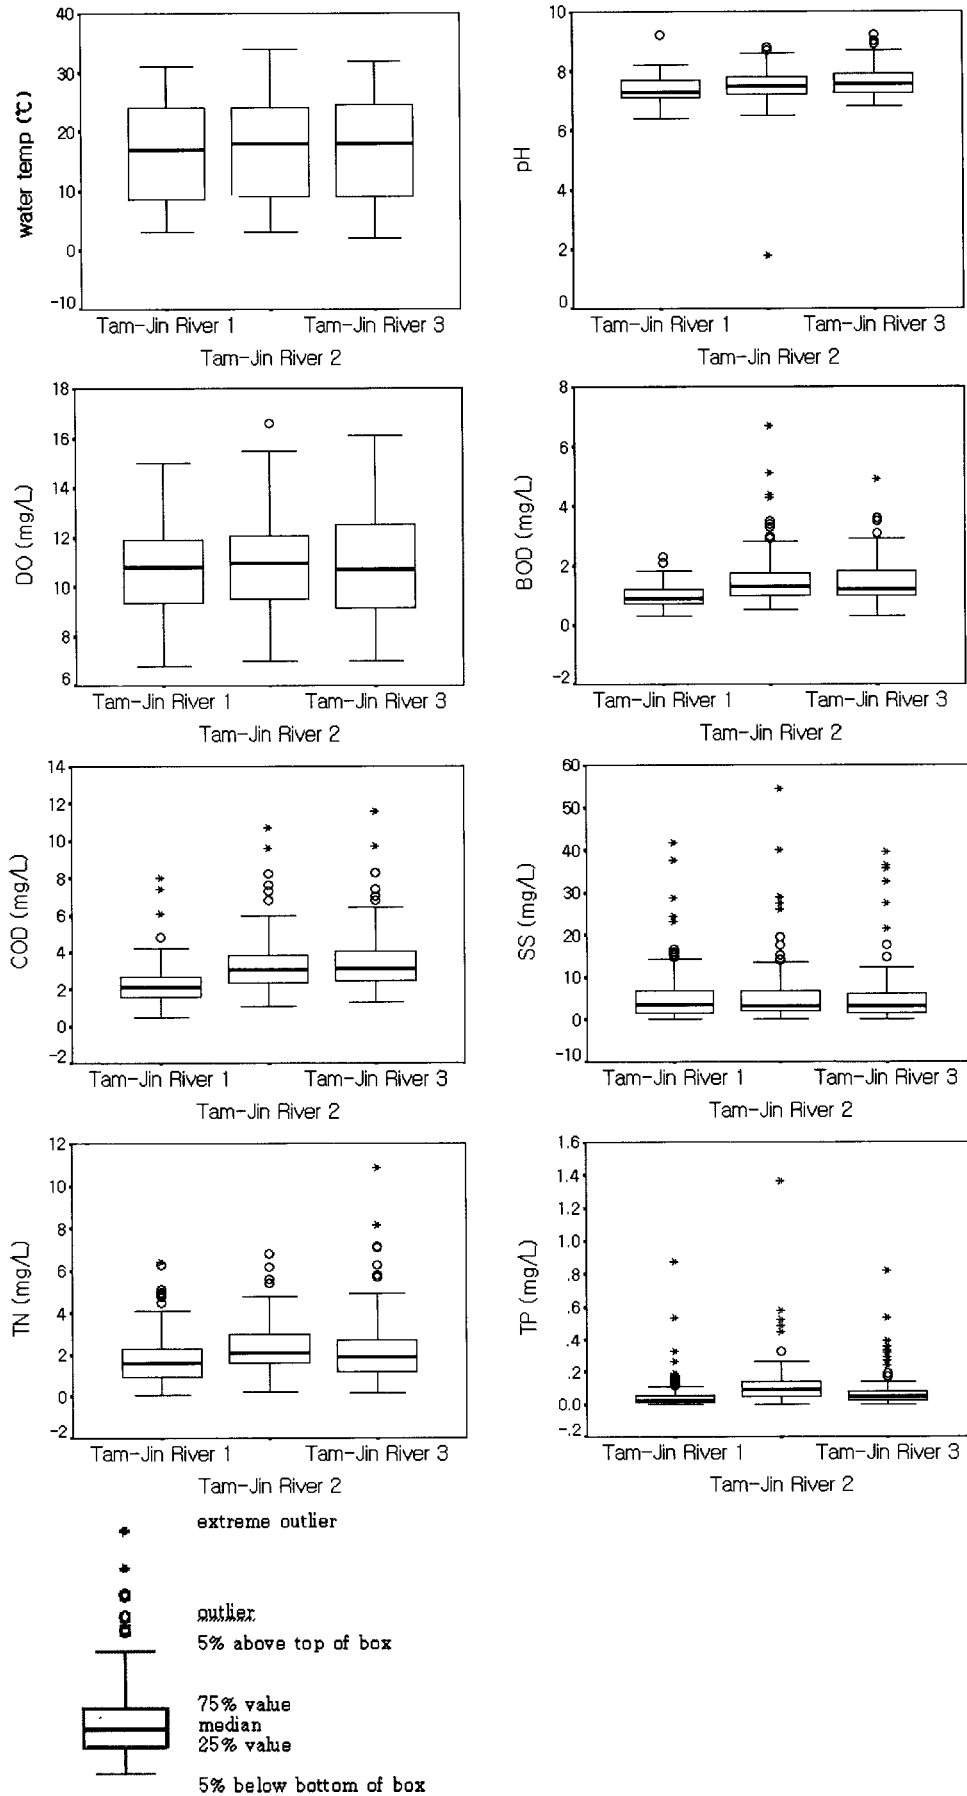 40
30
20
10
0
-10
water temp (℃)
Tam-Jin River 1
Tam-Jin River 3
Tam-Jin River 2
10
8
6
4
2
0
pH
Tam-Jin River 1
Tam-Jin River 3
Tam-Jin River 2
18
16
14
12
10
8
6
DO (mg/L)
Tam-Jin River 1
Tam-Jin River 3
Tam-Jin River 2
8
6
4
2
0
-2
BOD (mg/L)
Tam-Jin River 1
Tam-Jin River 3
Tam-Jin River 2
14
12
10
8
6
4
2
0
-2
COD (mg/L)
Tam-Jin River 1
Tam-Jin River 3
Tam-Jin River 2
60
50
40
30
20
10
0
-10
SS (mg/L)
Tam-Jin River 1
Tam-Jin River 3
Tam-Jin River 2
12
10
8
6
4
2
0
-2
TN (mg/L)
Tam-Jin River 1
Tam-Jin River 3
Tam-Jin River 2
1.6
1.4
1.2
1.0
.8
.6
.4
.2
0.0
-.2
TP (mg/L)
Tam-Jin River 1
Tam-Jin River 3
Tam-Jin River 2
extreme outlier
outlier
5% above top of box
75% value
median
25% value
5% below bottom of box